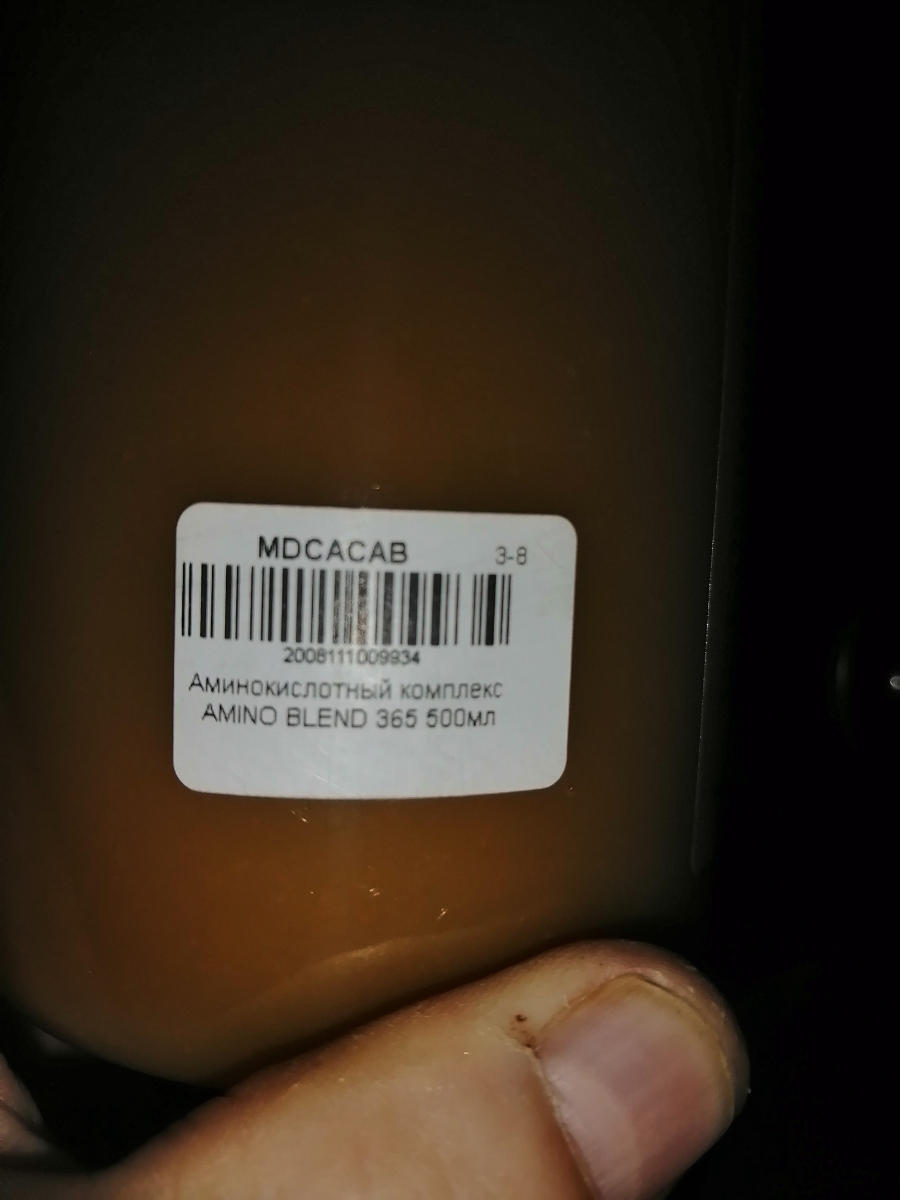 MDCACAB 3-8
2008111009934
Аминокислотный комплекс
AMINO BLEND 365 500мл